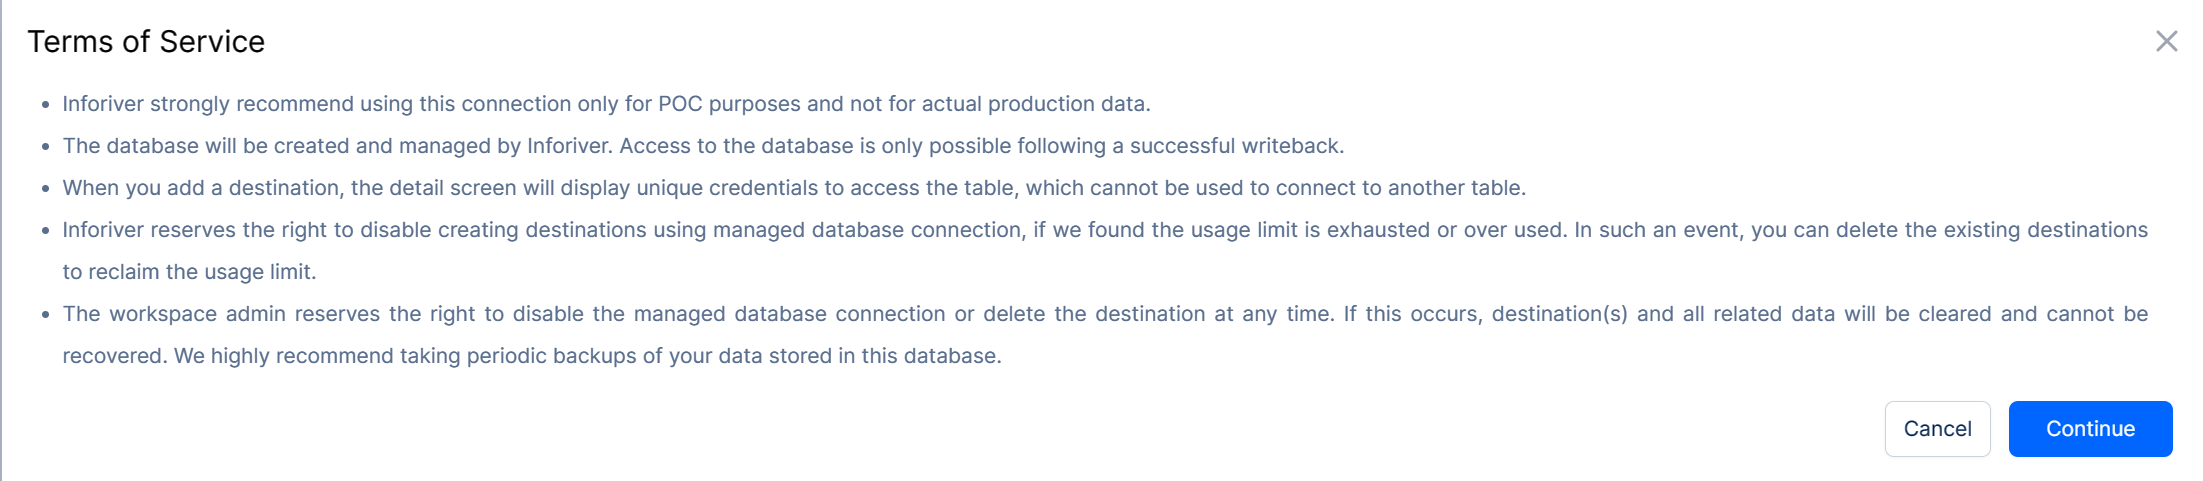 Terms of Service
• Inforiver strongly recommend using this connection only for POC purposes and not for actual production data.
• The database will be created and managed by Inforiver. Access to the database is only possible following a successful writeback.
• When you add a destination, the detail screen will display unique credentials to access the table, which cannot be used to connect to another table.
• Inforiver reserves the right to disable creating destinations using managed database connection, if we found the usage limit is exhausted or over used. In such an event, you can delete the existing destinations
to reclaim the usage limit.
• The workspace admin reserves the right to disable the managed database connection or delete the destination at any time. If this occurs, destination(s) and all related data will be cleared and cannot be
recovered. We highly recommend taking periodic backups of your data stored in this database.
Cancel Continue